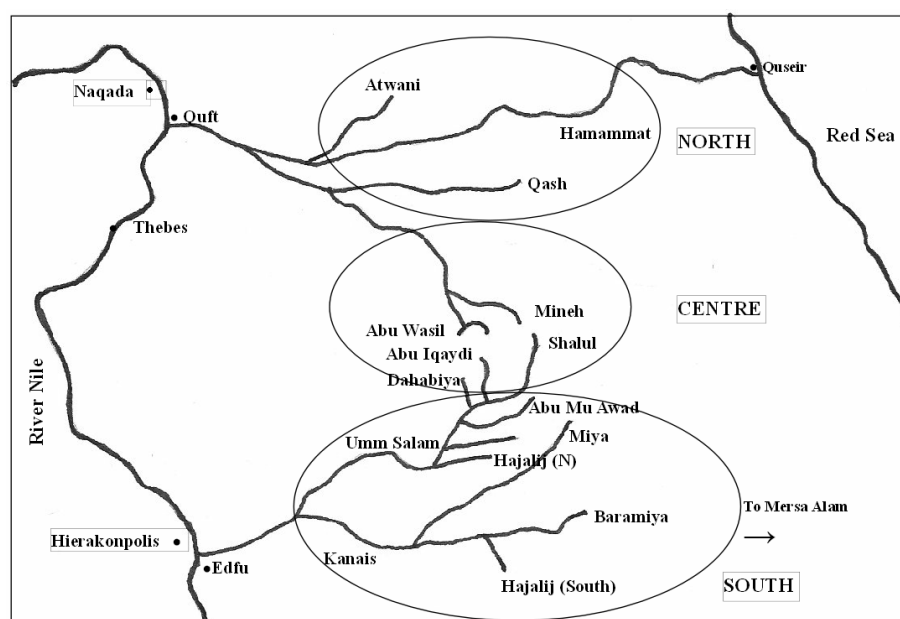 Quseir
Atwani
Naqada
Quft
Hamammat
NORTH
Red Sea
Qash
Thebes
Mineh
CENTRE
Abu Wasil
Shalul
Abu Iqaydi
Dahabiya
River Nile
Abu Mu Awad
Umm Salam
Miya
Hajalij (N)
To Mersa Alam
Baramiya
Hierakonpolis
Kanais
Edfu
Hajalij (South)
SOUTH